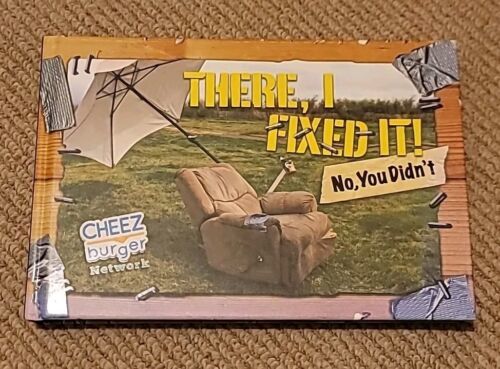 THERE, I
FIXED IT!
No, You Didn't
CHEEZ
burger
Network